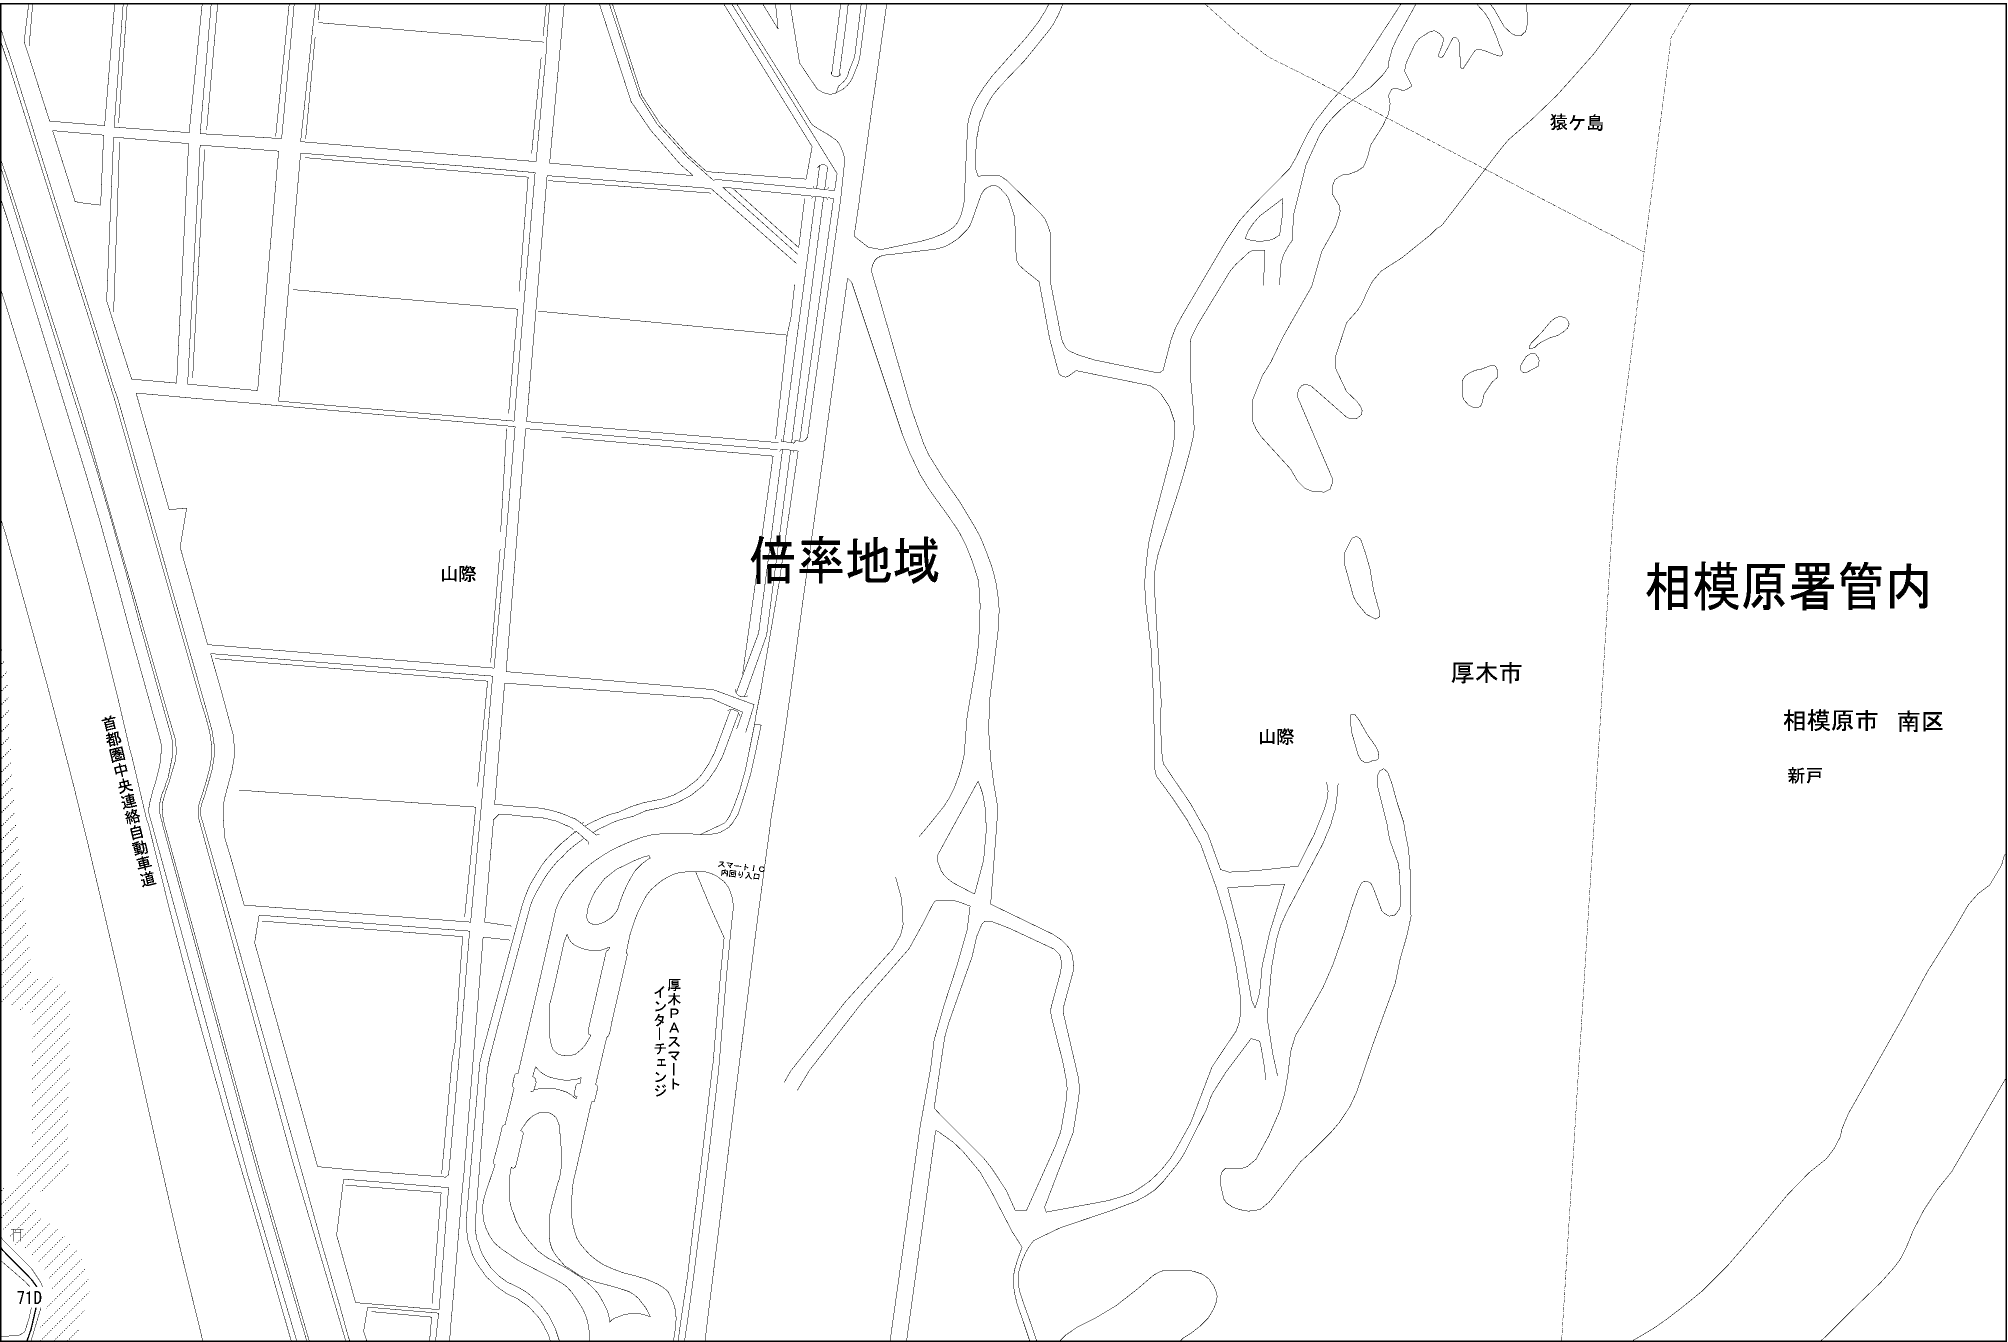 猿ケ島
倍率地域
山際
相模原署管内
厚木市
相模原市 南区
山際
新戸
首都圏中央連絡自動車道
スマートIC
内回り入口
厚木PAスマート
インターチェンジ
71D